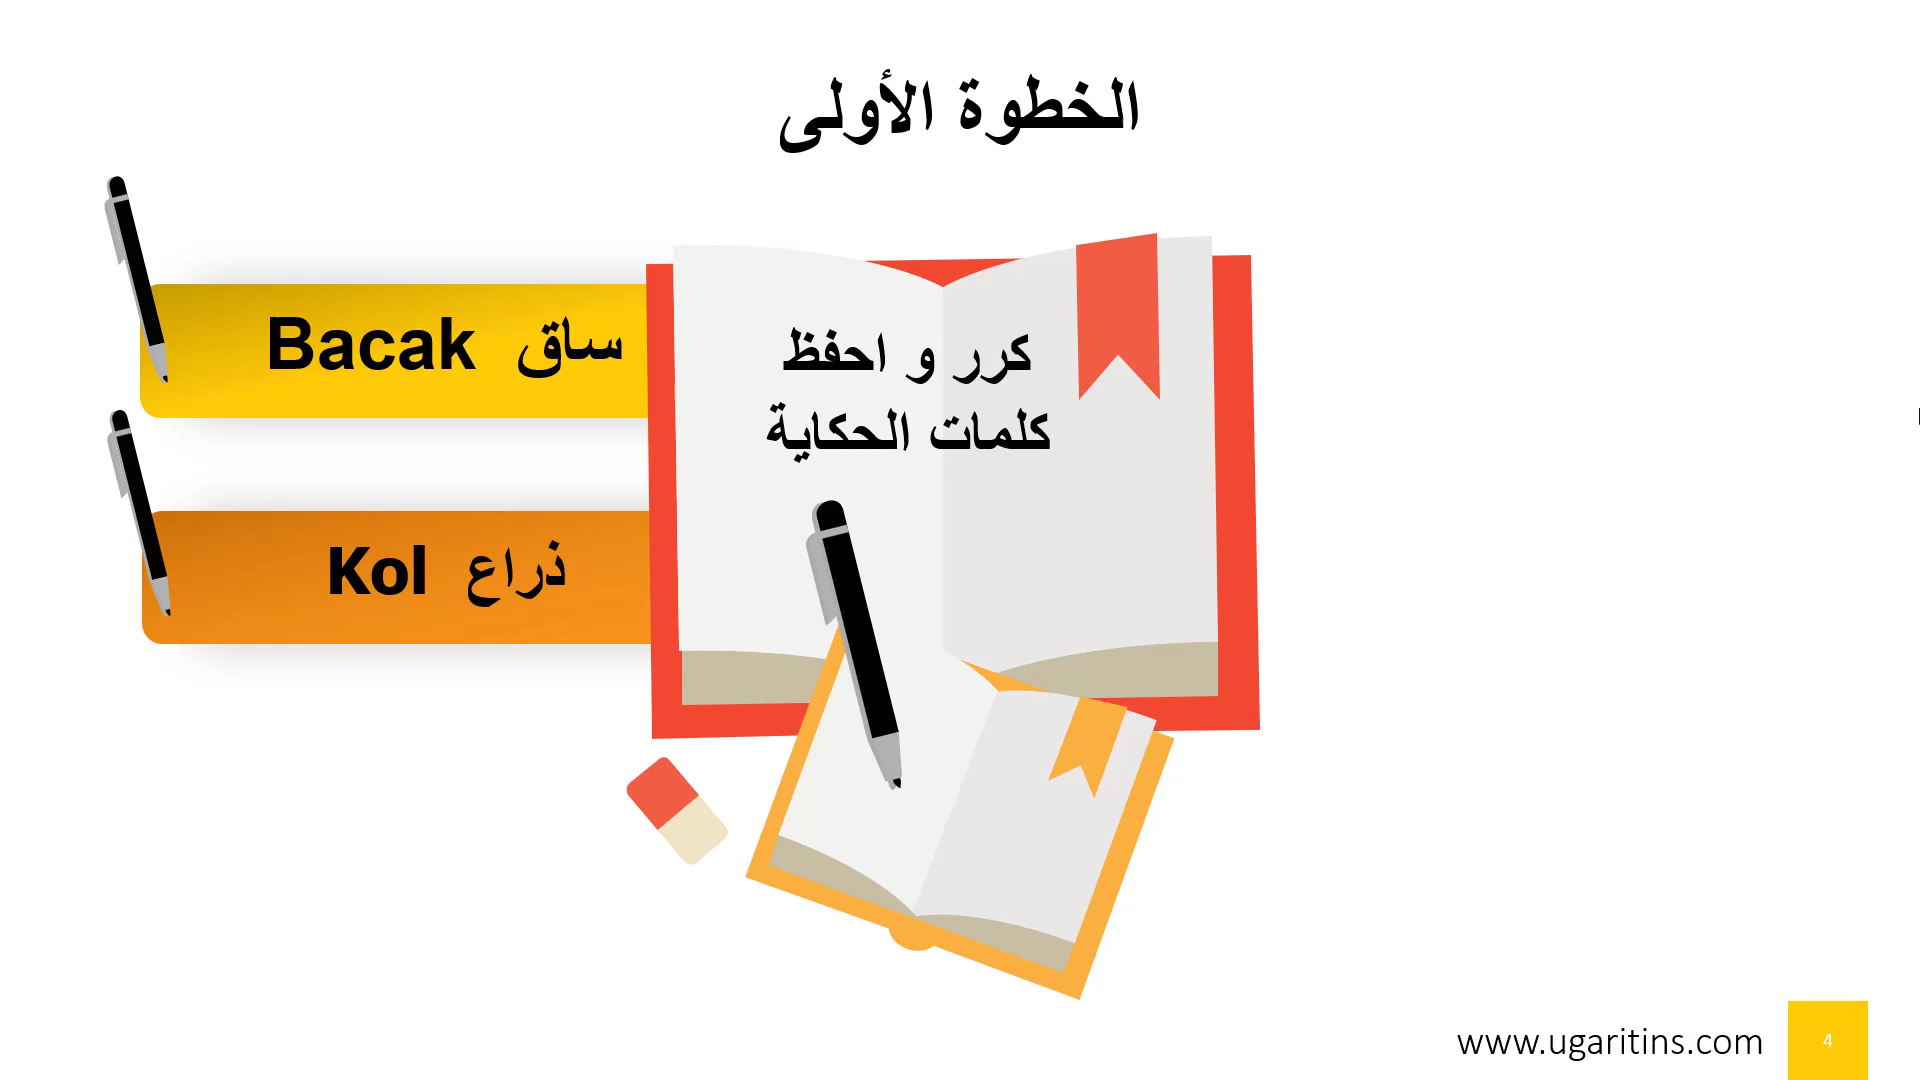 الخطوة الأولى
Bacak ساق
كرر و احفظ
كلمات الحكاية
Kol ذراع
www.ugaritins.com
4